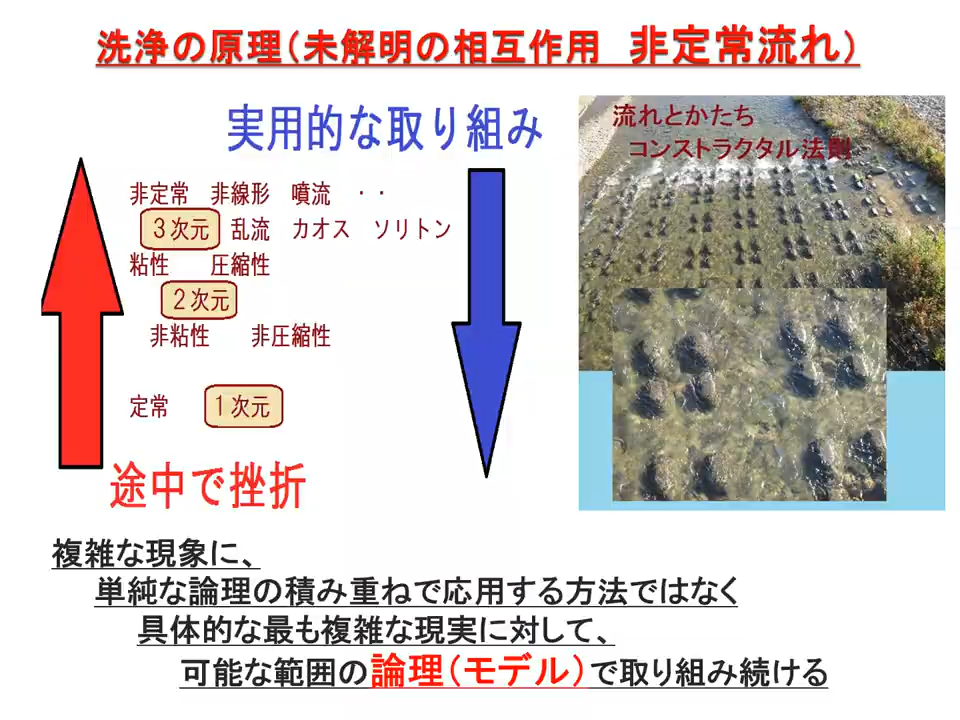 洗浄の原理（未解明の相互作用　非定常流れ）
実用的な取り組み
非定常　非線形　噴流　・・
３次元　乱流　カオス　ソリトン
粘性　圧縮性
２次元
非粘性　非圧縮性
定常　１次元
途中で挫折
流れとかたち
コンストラクタル法則
複雑な現象に、
単純な論理の積み重ねで応用する方法ではなく
具体的な最も複雑な現実に対して、
可能な範囲の論理（モデル）で取り組み続ける